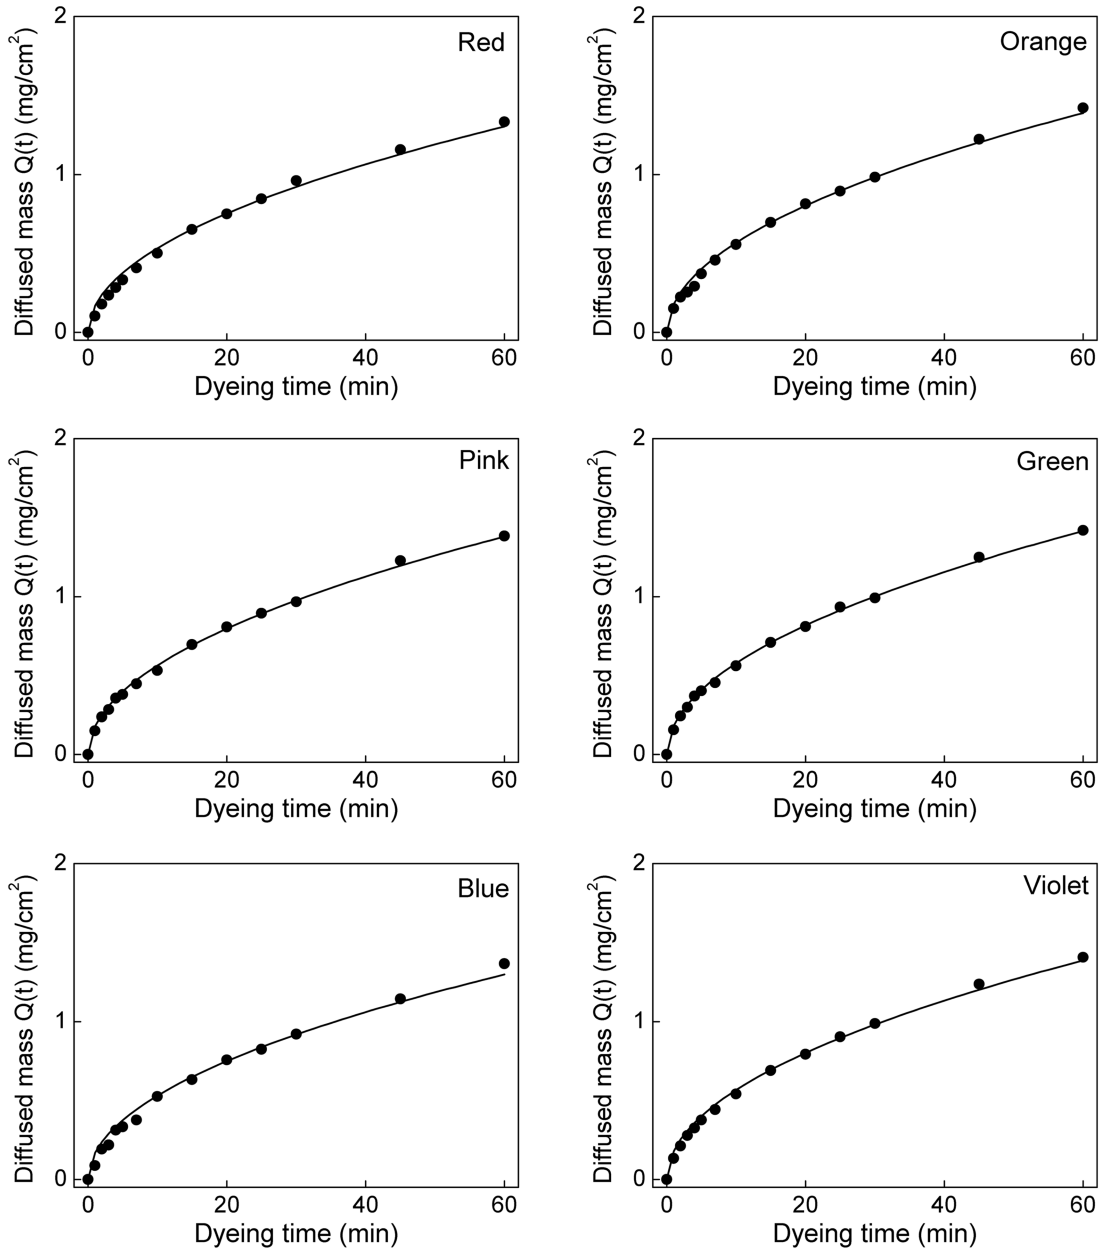 2
Red
1
0
0 20 40 60
Dyeing time (min)
Diffused mass Q(t) (mg/cm²)
2
Orange
1
0
0 20 40 60
Dyeing time (min)
Diffused mass Q(t) (mg/cm²)
2
Pink
1
0
0 20 40 60
Dyeing time (min)
Diffused mass Q(t) (mg/cm²)
2
Green
1
0
0 20 40 60
Dyeing time (min)
Diffused mass Q(t) (mg/cm²)
2
Blue
1
0
0 20 40 60
Dyeing time (min)
Diffused mass Q(t) (mg/cm²)
2
Violet
1
0
0 20 40 60
Dyeing time (min)
Diffused mass Q(t) (mg/cm²)